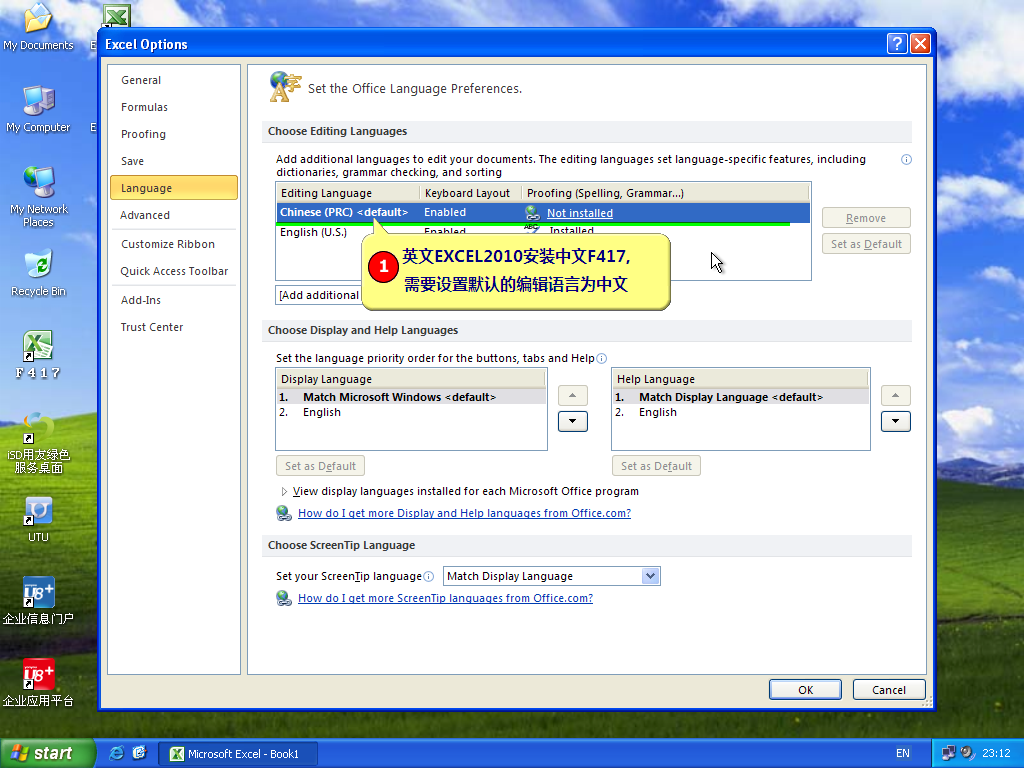 My Documents
E
My Computer
E
My Network
Places
Recycle Bin
F 4 1 7
iSD用友绿色
服务桌面
U
UTU
U8+
企业信息门户
U8+
企业应用平台
Excel Options
?
General
Formulas
Proofing
Save
Language
Advanced
Customize Ribbon
Quick Access Toolbar
Add-Ins
Trust Center
Set the Office Language Preferences.
Choose Editing Languages
Add additional languages to edit your documents. The editing languages set language-specific features, including
dictionaries, grammar checking, and sorting
Editing Language Keyboard Layout Proofing (Spelling, Grammar...)
Chinese (PRC) <default> Enabled Not installed
English (U.S.) Enabled Installed
Remove
Set as Default
1
英文EXCEL2010安装中文F417,
需要设置默认的编辑语言为中文
[Add additional
Choose Display and Help Languages
Set the language priority order for the buttons, tabs and Help
Display Language
1. Match Microsoft Windows <default>
2. English
Set as Default
Help Language
1. Match Display Language <default>
2. English
Set as Default
View display languages installed for each Microsoft Office program
How do I get more Display and Help languages from Office.com?
Choose ScreenTip Language
Set your ScreenTip language Match Display Language
How do I get more ScreenTip languages from Office.com?
OK Cancel
start
Microsoft Excel - Book1
EN
23:12